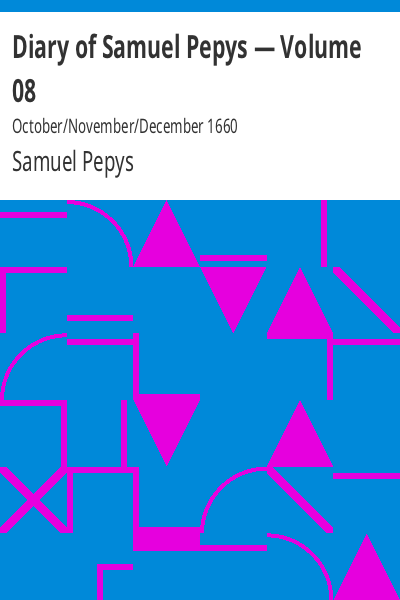 Diary of Samuel Pepys — Volume
08
October/November/December 1660
Samuel Pepys